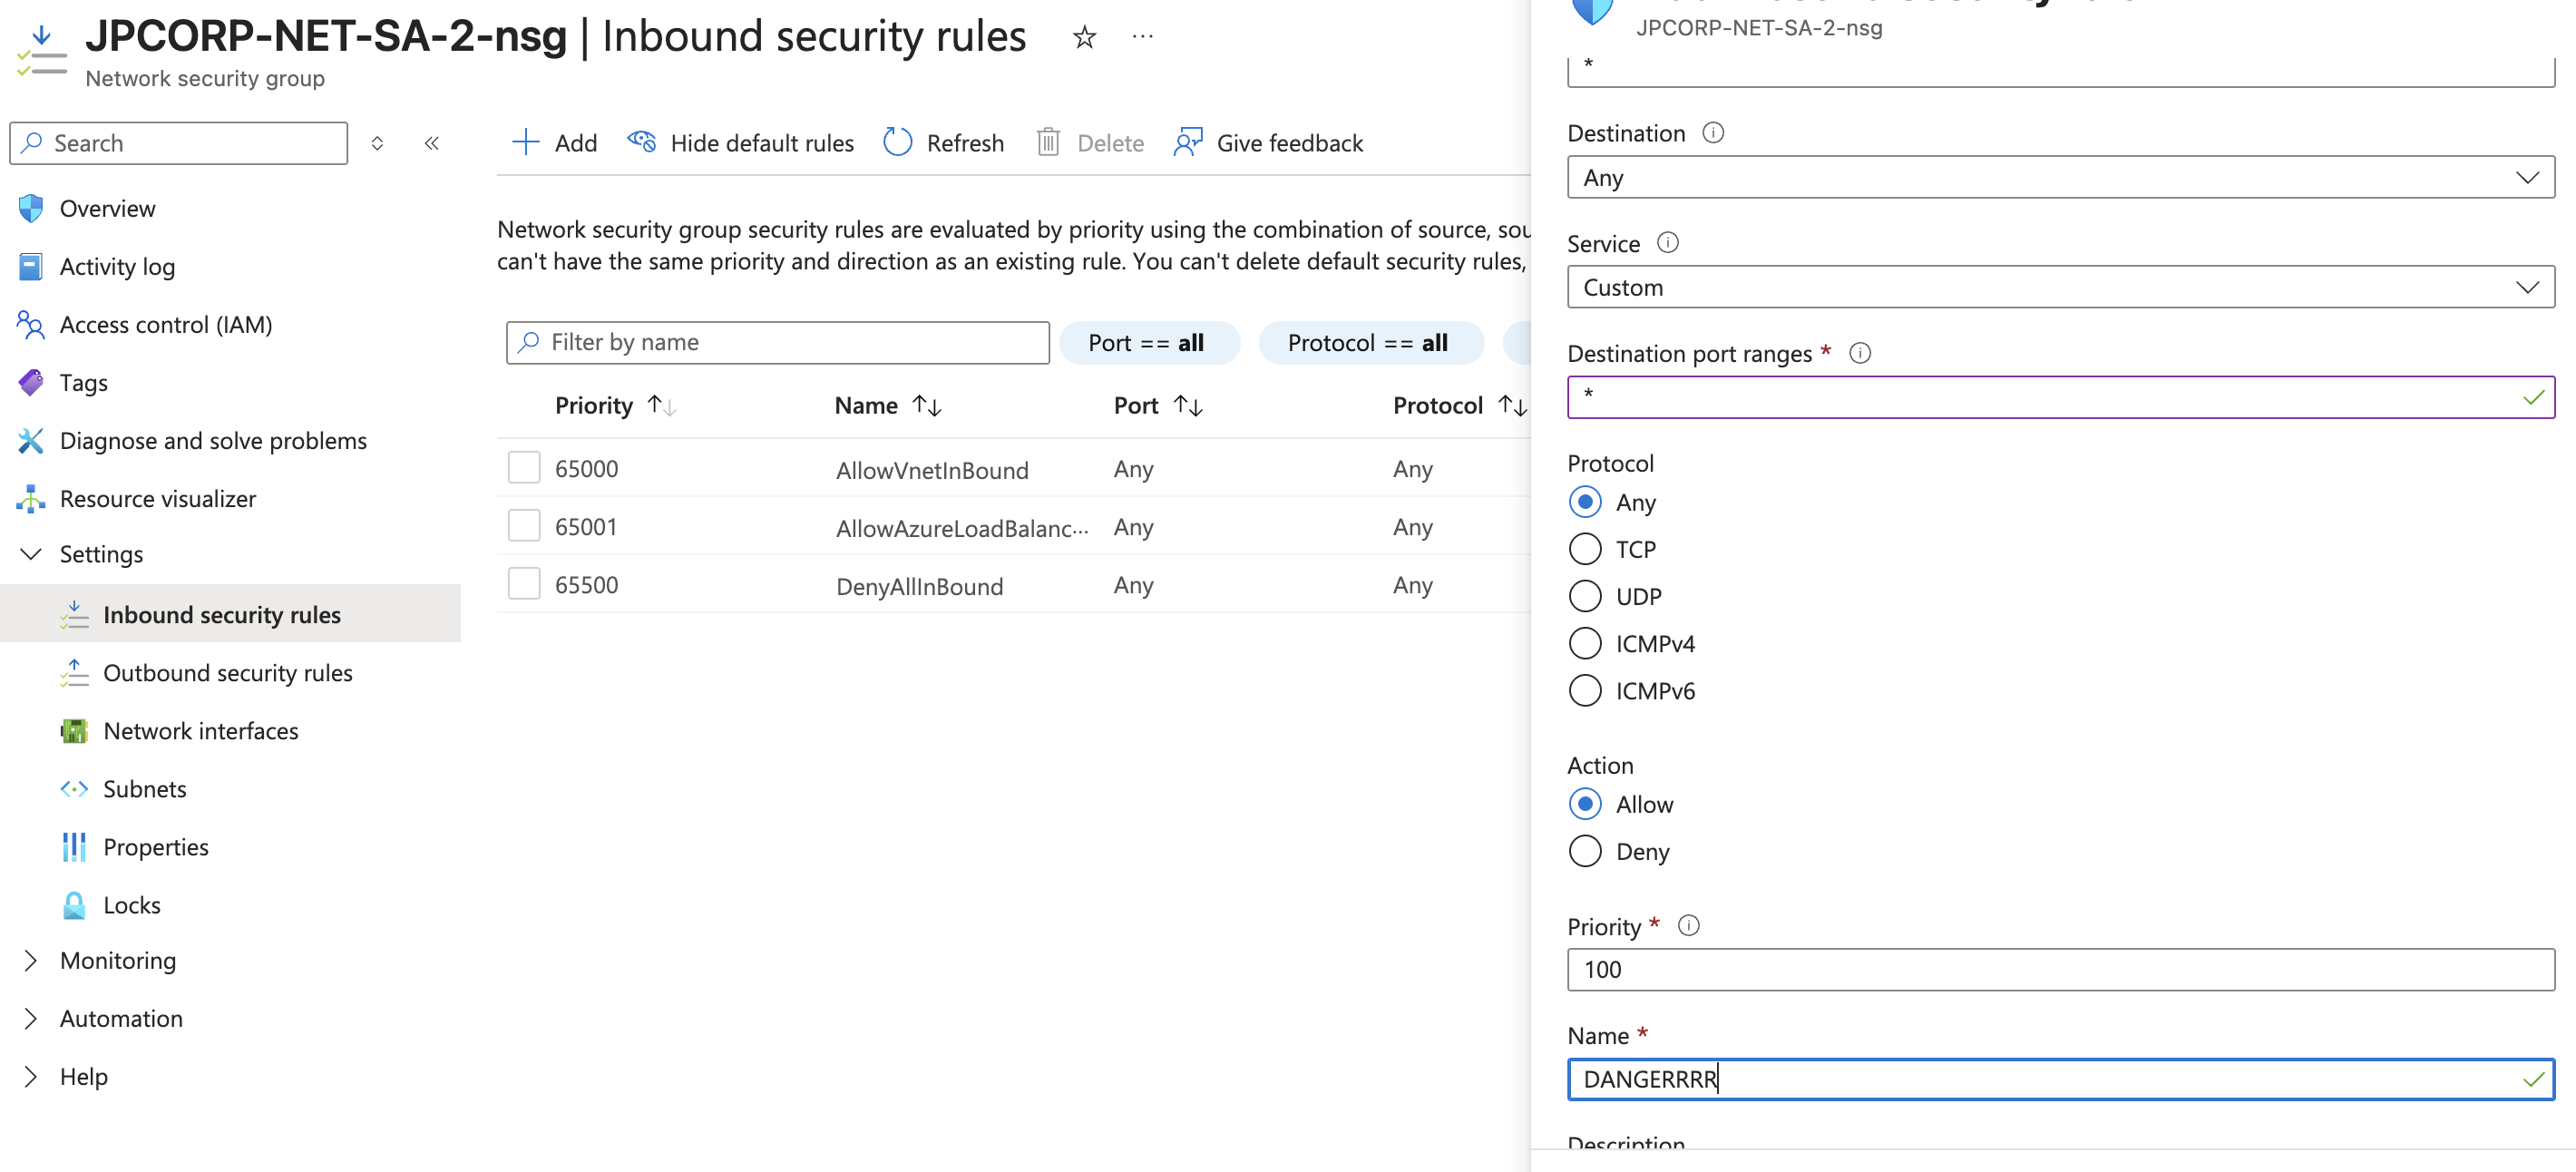 JPCORP-NET-SA-2-nsg | Inbound security rules
Network security group
Search
Overview
Activity log
Access control (IAM)
Tags
Diagnose and solve problems
Resource visualizer
Settings
Inbound security rules
Outbound security rules
Network interfaces
Subnets
Properties
Locks
Monitoring
Automation
Help
Add Hide default rules Refresh Delete Give feedback
Network security group security rules are evaluated by priority using the combination of source, sou
can't have the same priority and direction as an existing rule. You can't delete default security rules,
Filter by name Port == all Protocol == all
Priority Name Port Protocol
65000 AllowVnetInBound Any Any
65001 AllowAzureLoadBalanc··· Any Any
65500 DenyAllInBound Any Any
JPCORP-NET-SA-2-nsg
*
Destination
Any
Service
Custom
Destination port ranges *
*
Protocol
Any
TCP
UDP
ICMPv4
ICMPv6
Action
Allow
Deny
Priority *
100
Name *
DANGERRRR
Description